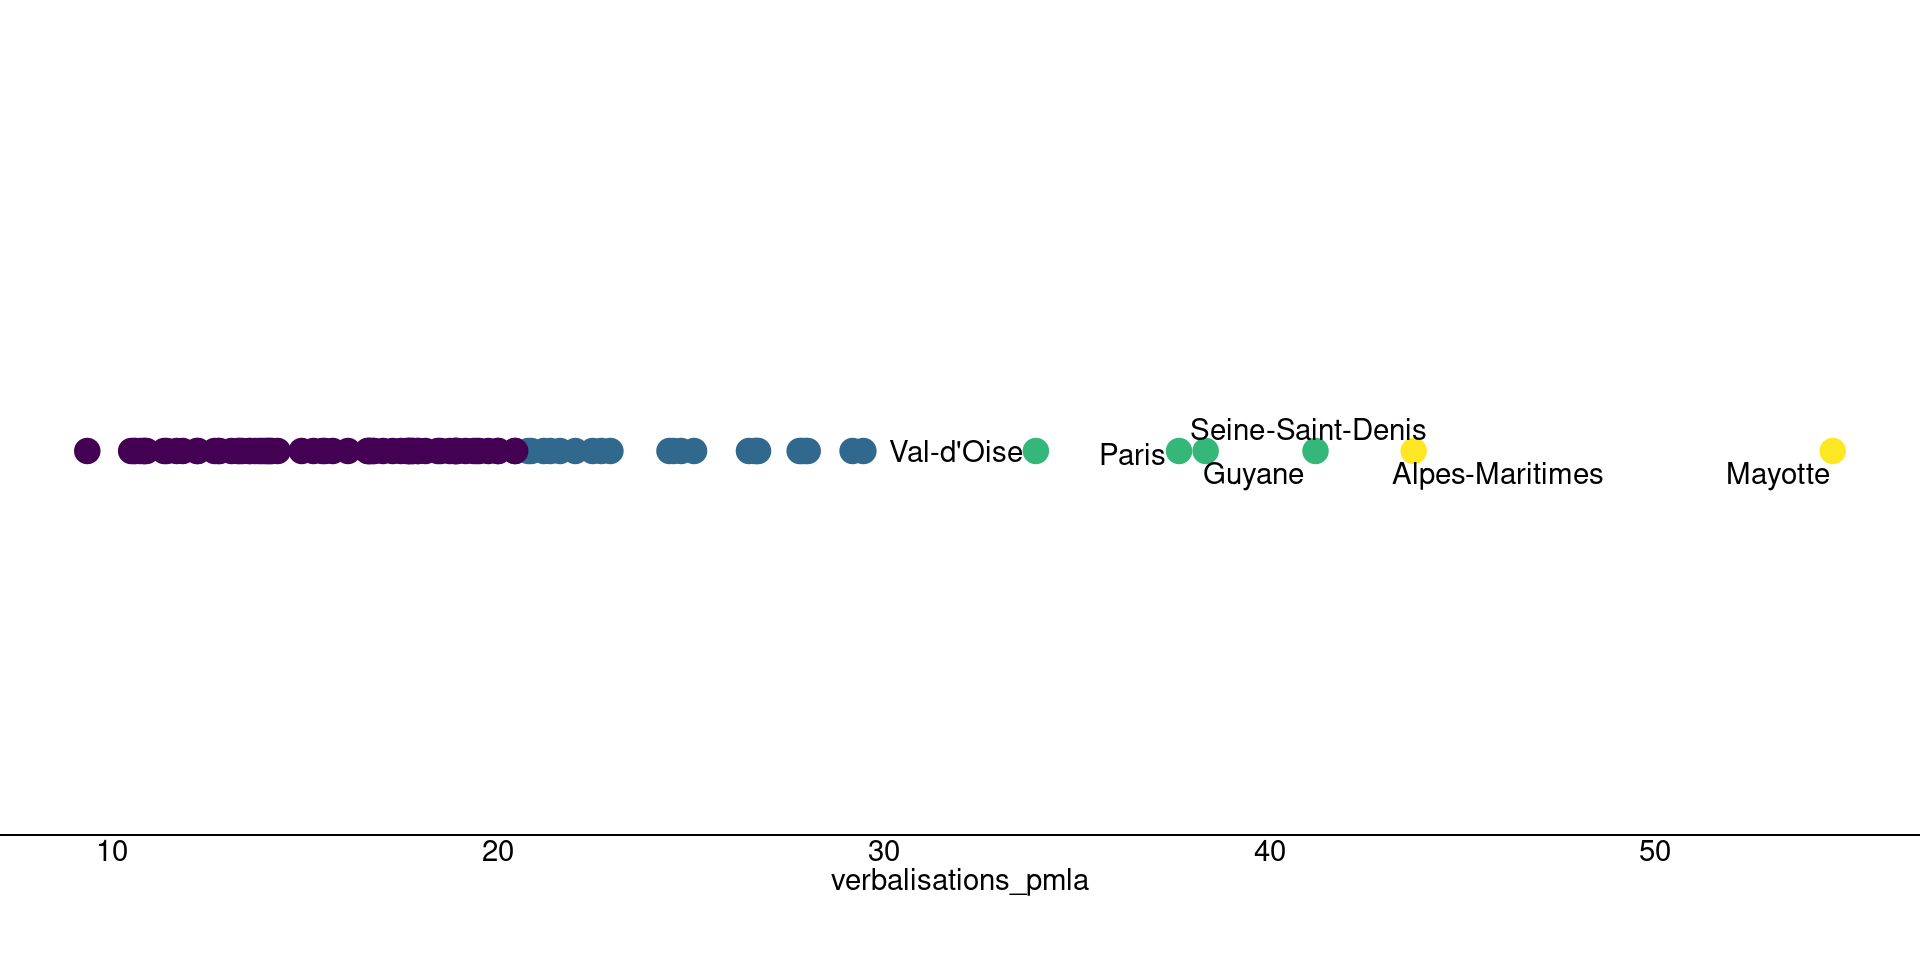 Seine-Saint-Denis
Val-d'Oise
Paris
Guyane
Alpes-Maritimes
Mayotte
10
20
30
40
50
verbalisations_pmla